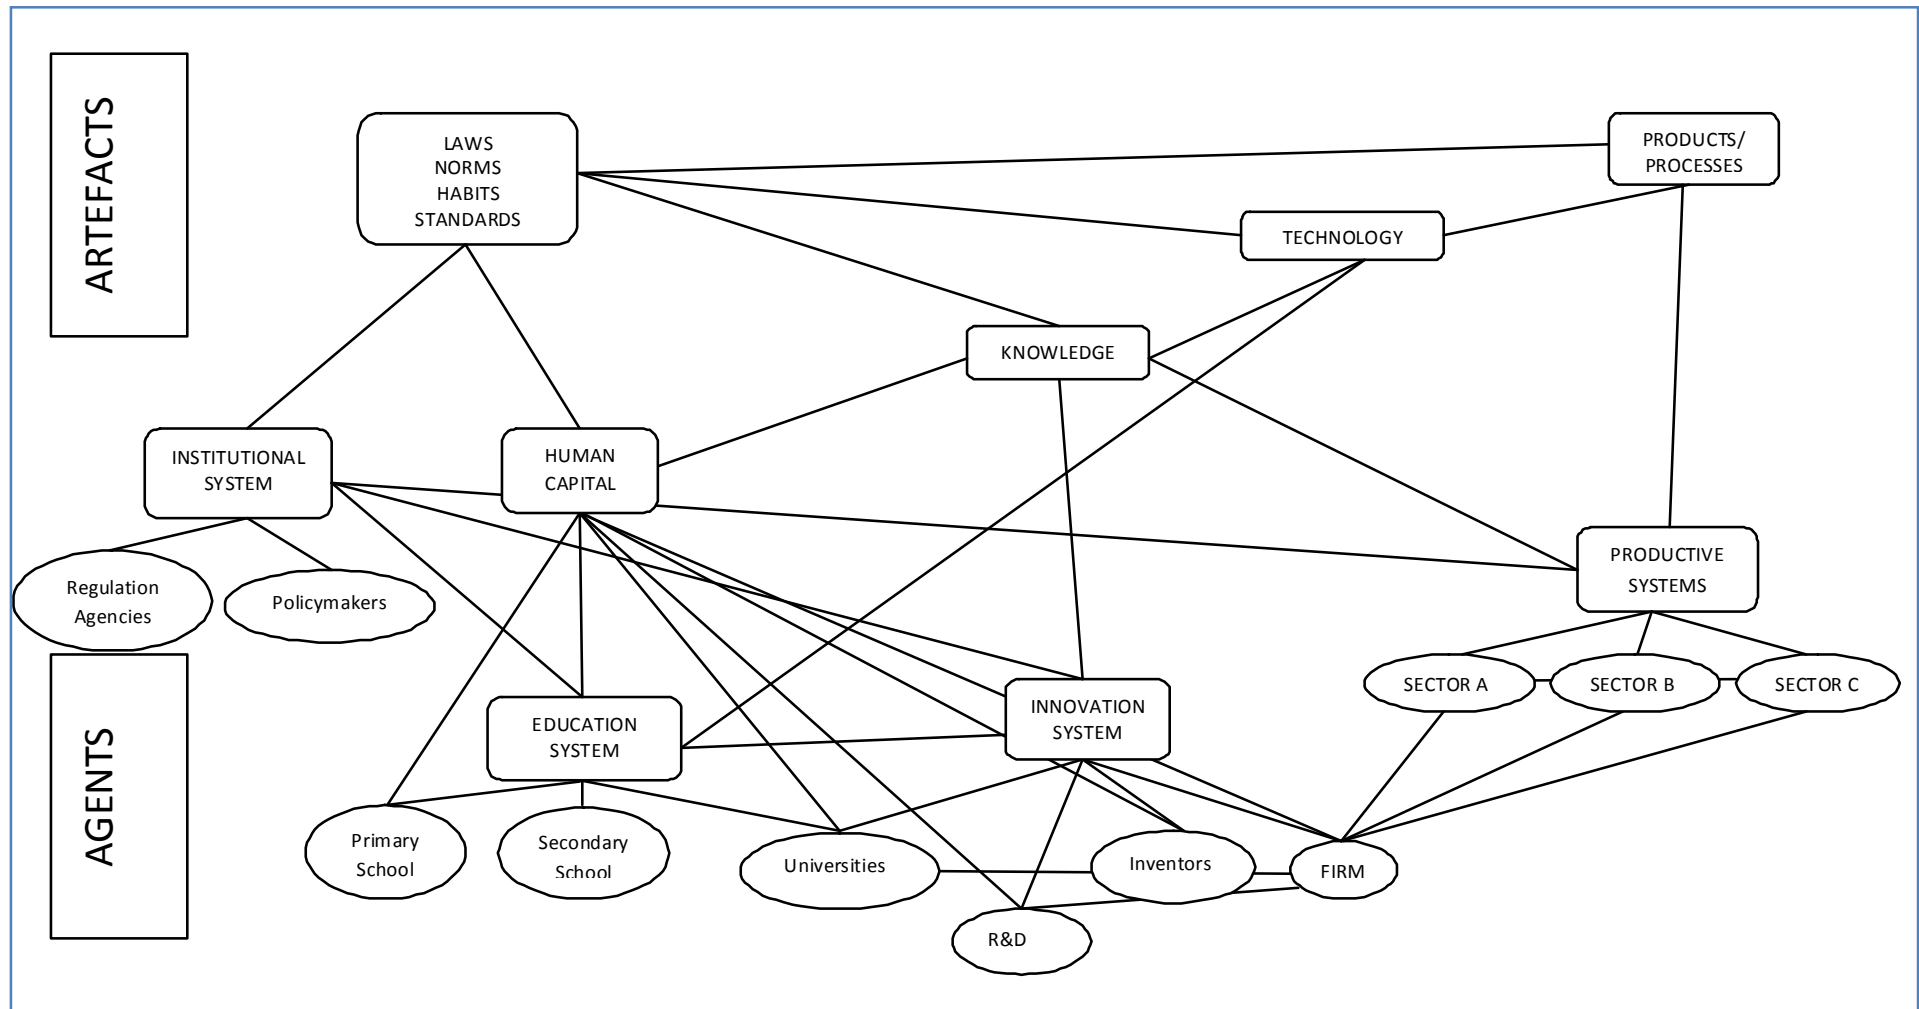 ARTEFACTS
LAWS
NORMS
HABITS
STANDARDS
PRODUCTS/
PROCESSES
TECHNOLOGY
KNOWLEDGE
INSTITUTIONAL
SYSTEM
HUMAN
CAPITAL
PRODUCTIVE
SYSTEMS
Regulation
Agencies
Policymakers
AGENTS
SECTOR A
SECTOR B
SECTOR C
EDUCATION
SYSTEM
INNOVATION
SYSTEM
Primary
School
Secondary
School
Universities
Inventors
FIRM
R&D